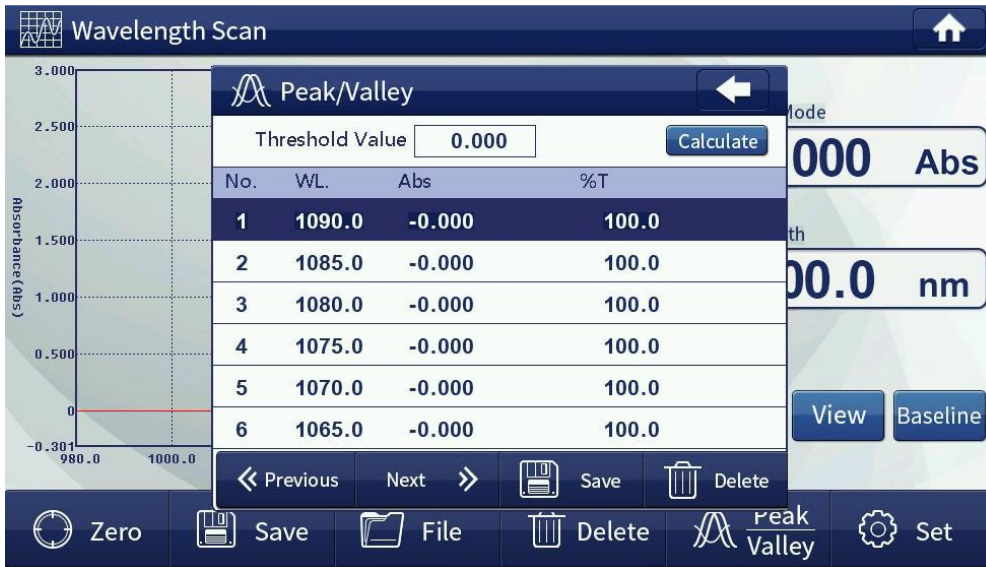 Wavelength Scan
3.000
2.500
2.000
1.500
1.000
0.500
0
-0.301
Absorbance(Abs)
980.0 1000.0
Peak/Valley
Threshold Value 0.000 Calculate
No. WL. Abs %T
1 1090.0 -0.000 100.0
2 1085.0 -0.000 100.0
3 1080.0 -0.000 100.0
4 1075.0 -0.000 100.0
5 1070.0 -0.000 100.0
6 1065.0 -0.000 100.0
Previous Next Save Delete
Mode
000 Abs
th
00.0 nm
View Baseline
Zero Save File Delete Peak
Valley Set